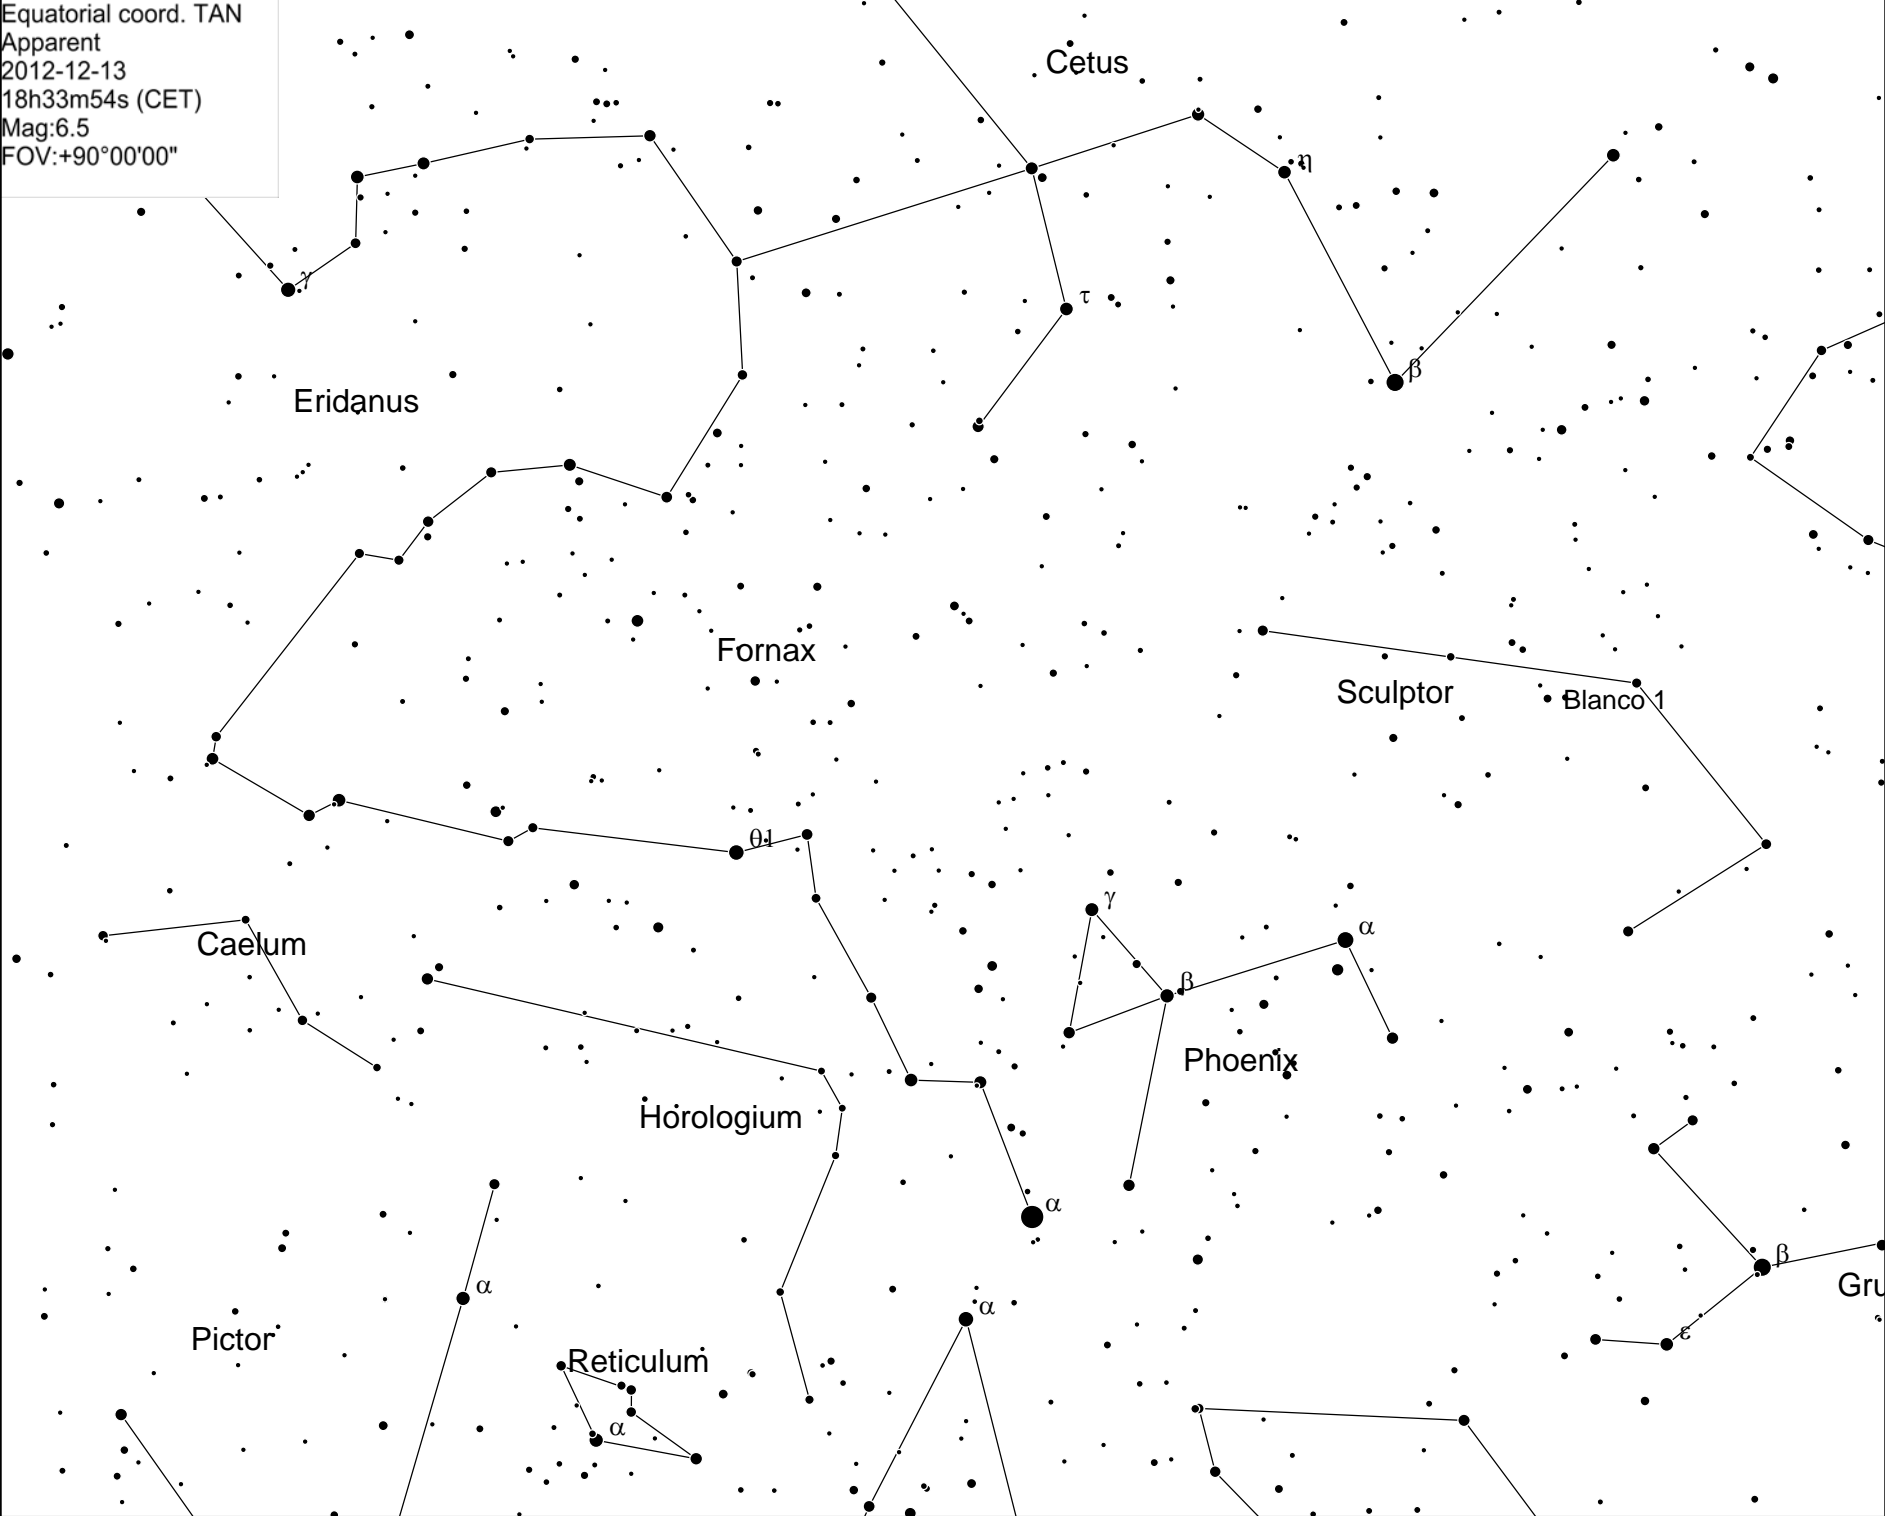 Equatorial coord. TAN
Apparent
2012-12-13
18h33m54s (CET)
Mag:6.5
FOV:+90°00'00"
Cetus
η
γ
τ
β
Eridanus
Fornax
Sculptor
Blanco 1
θ1
γ
α
Caelum
β
Phoenix
Horologium
α
β
α
Gru
α
Pictor
ε
Reticulum
α